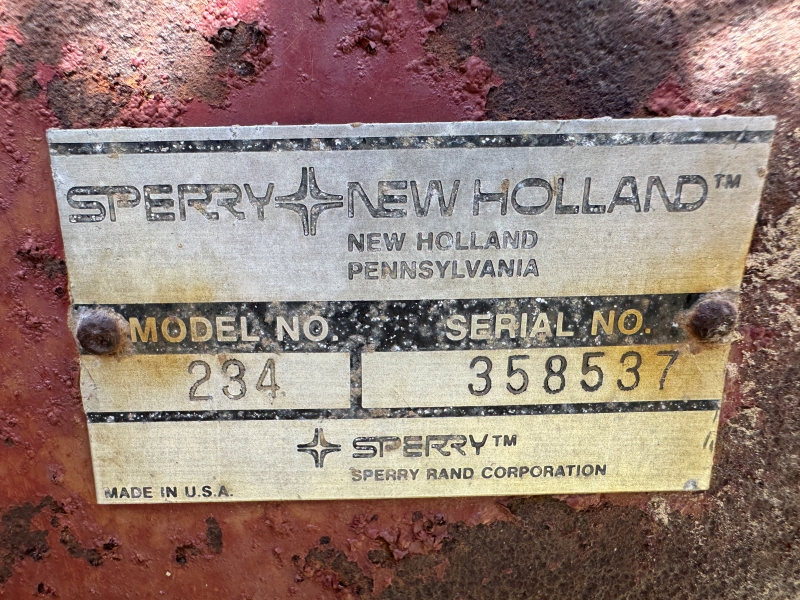 SPERRY NEW HOLLAND™
NEW HOLLAND
PENNSYLVANIA
MODEL NO. SERIAL NO.
234 358537
SPERRY™
SPERRY RAND CORPORATION
MADE IN U.S.A.